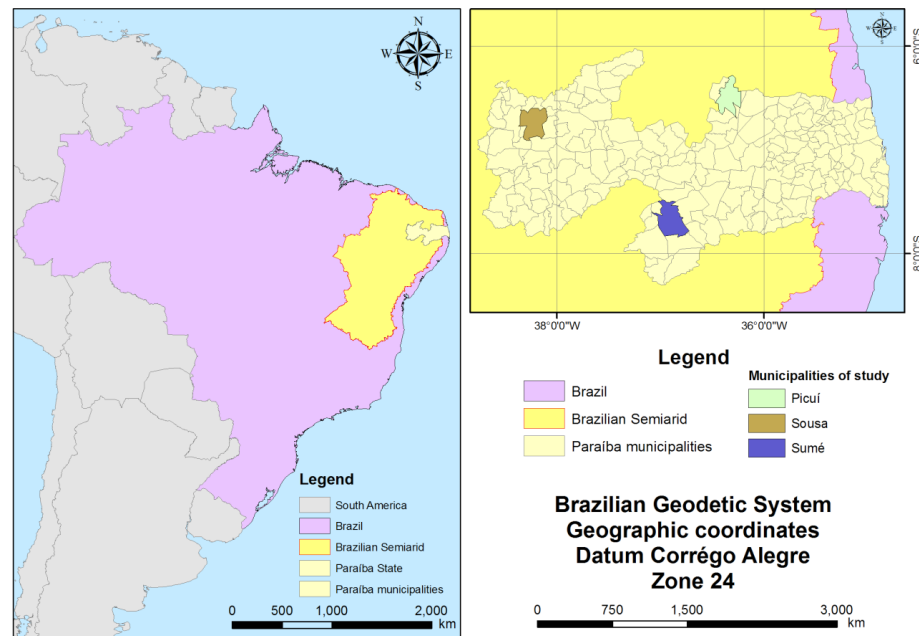 N
W E
S
Legend
South America
Brazil
Brazilian Semiarid
Paraíba State
Paraíba municipalities
0 500 1,000 2,000
km
N
W E
S
6°0'0"S
8°0'0"S
38°0'0"W 36°0'0"W
Legend
Brazil
Brazilian Semiarid
Paraíba municipalities
Municipalities of study
Picuí
Sousa
Sumé
Brazilian Geodetic System
Geographic coordinates
Datum Corrégo Alegre
Zone 24
0 750 1,500 3,000
km